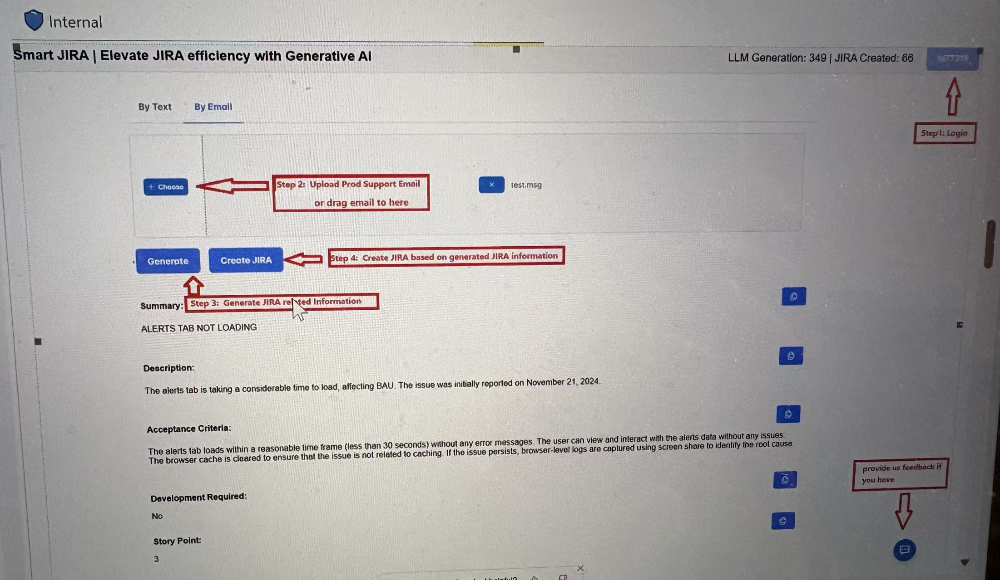 Internal
Smart JIRA | Elevate JIRA efficiency with Generative AI
LLM Generation: 349 | JIRA Created: 66
By Text
By Email
Step1: Login
+ Choose
Step 2: Upload Prod Support Email
or drag email to here
× test.msg
Generate
Create JIRA
Step 4: Create JIRA based on generated JIRA information
Summary:
Step 3: Generate JIRA related Information
ALERTS TAB NOT LOADING
Description:
The alerts tab is taking a considerable time to load, affecting BAU. The issue was initially reported on November 21, 2024.
Acceptance Criteria:
The alerts tab loads within a reasonable time frame (less than 30 seconds) without any error messages. The user can view and interact with the alerts data without any issues.
The browser cache is cleared to ensure that the issue is not related to caching. If the issue persists, browser-level logs are captured using screen share to identify the root cause.
provide us feedback if
you have
Development Required:
No
Story Point:
3